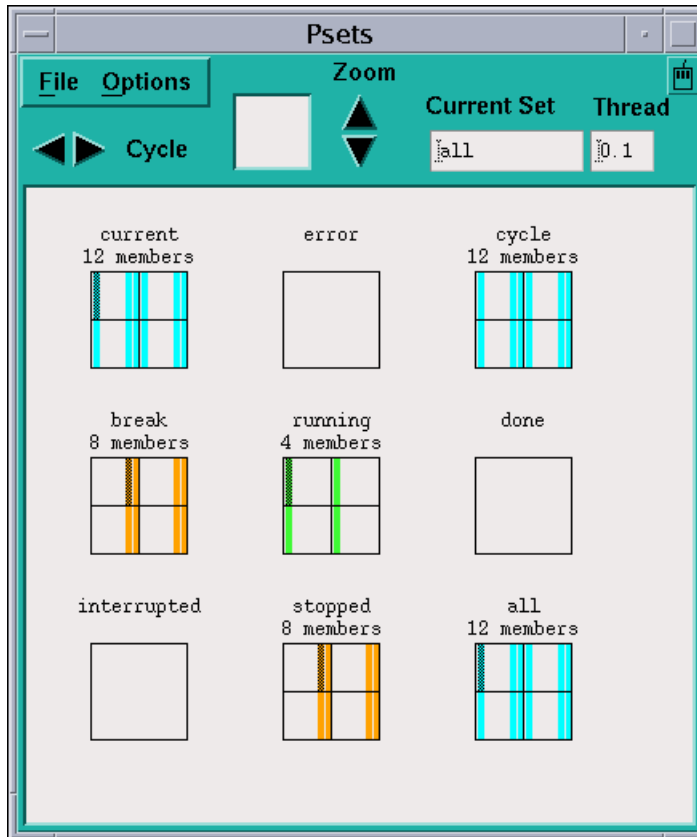 Psets
File Options
Zoom
Current Set Thread
Cycle
all 0.1
current error cycle
12 members 12 members
break running done
8 members 4 members
interrupted stopped all
8 members 12 members